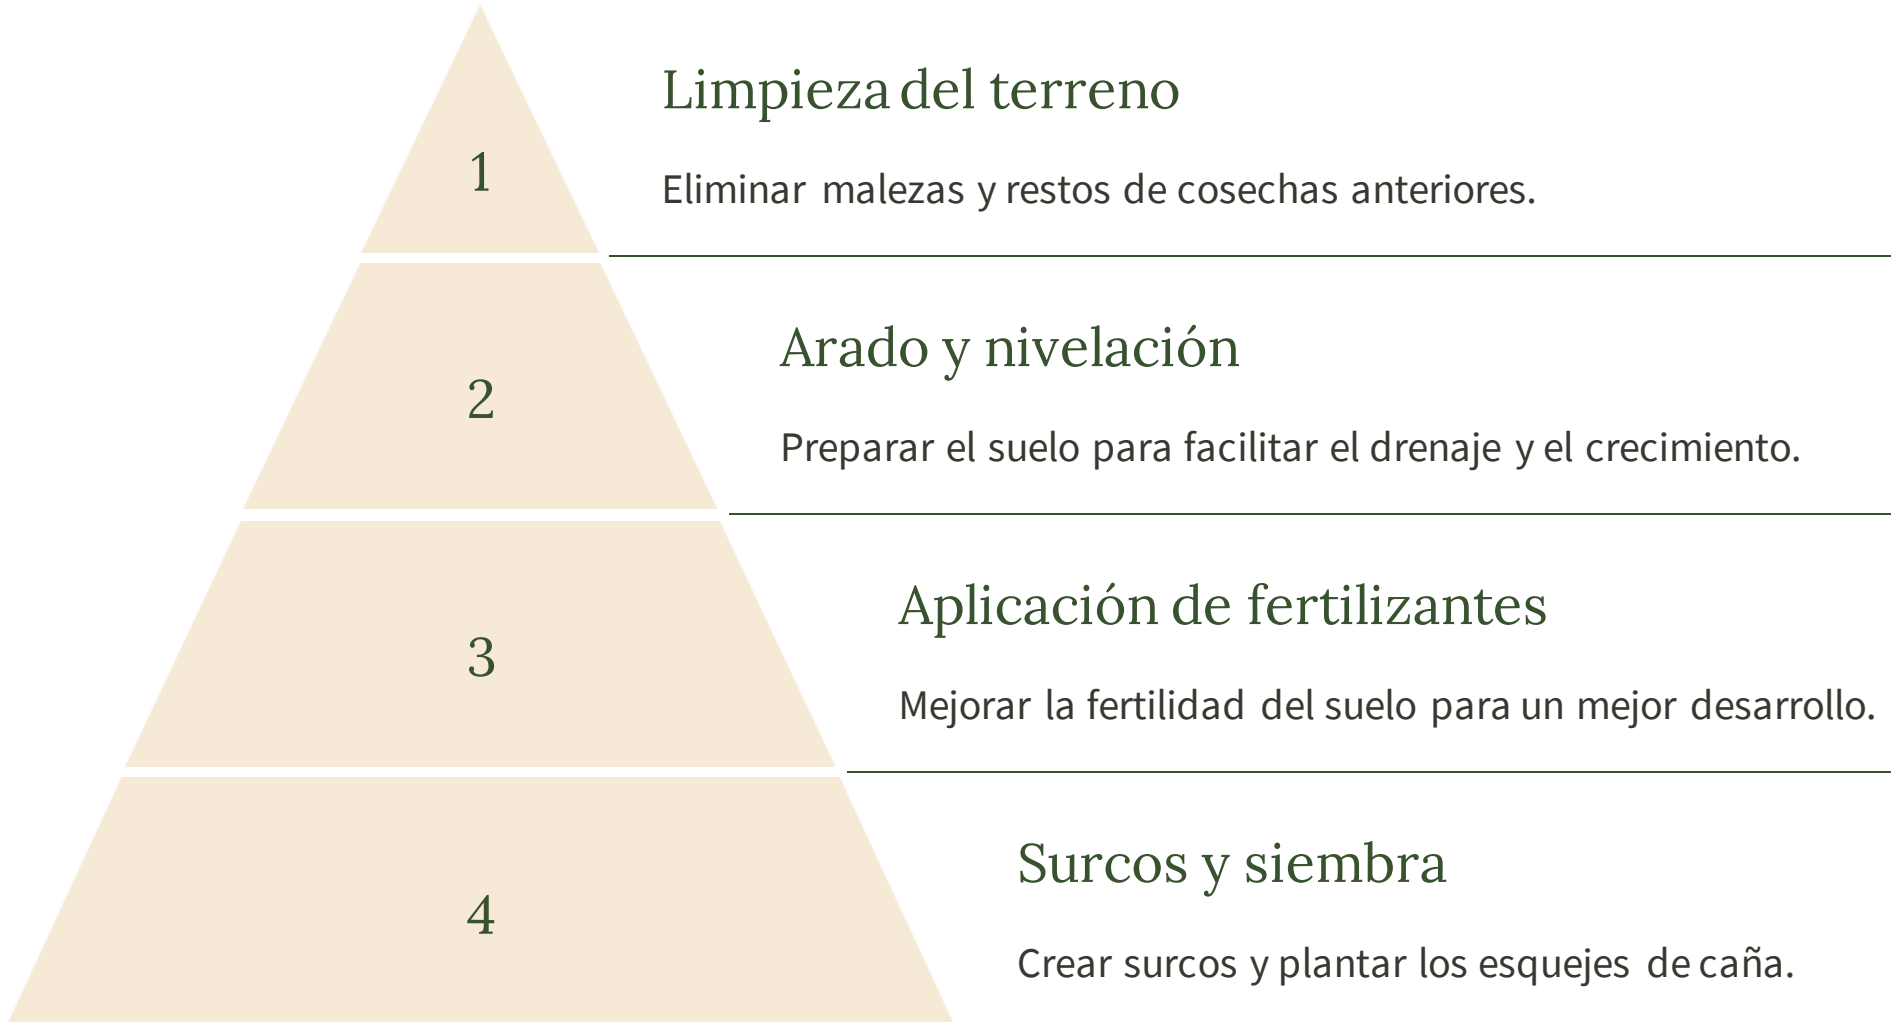 1
Limpieza del terreno
Eliminar malezas y restos de cosechas anteriores.
2
Arado y nivelación
Preparar el suelo para facilitar el drenaje y el crecimiento.
3
Aplicación de fertilizantes
Mejorar la fertilidad del suelo para un mejor desarrollo.
4
Surcos y siembra
Crear surcos y plantar los esquejes de caña.